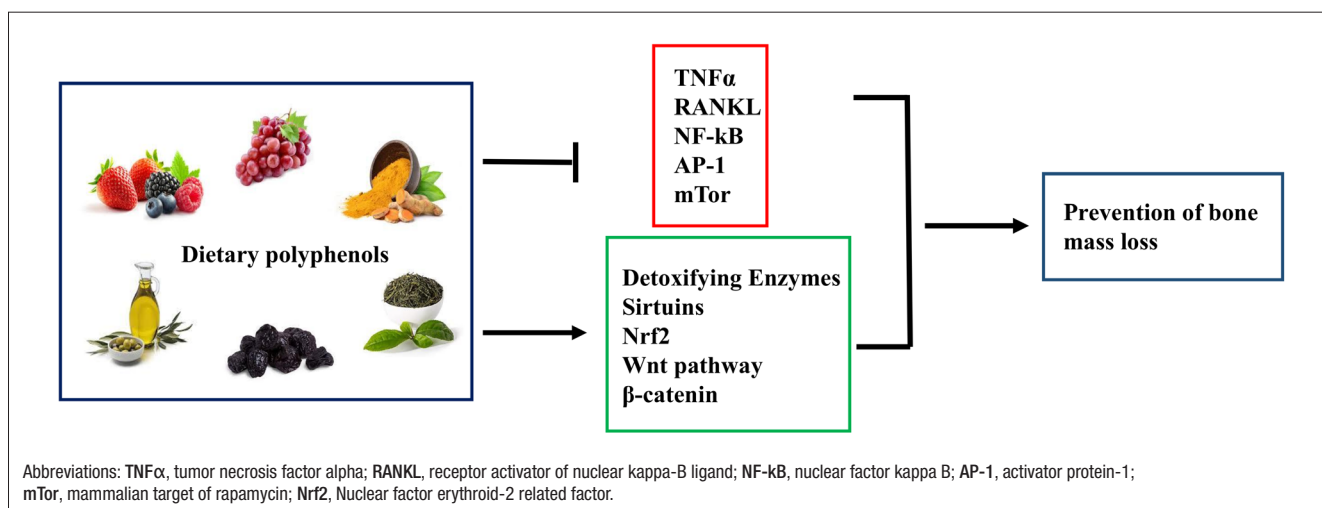 Dietary polyphenols
TNFα
RANKL
NF-kB
AP-1
mTor
Detoxifying Enzymes
Sirtuins
Nrf2
Wnt pathway
β-catenin
Prevention of bone
mass loss
Abbreviations: TNFα, tumor necrosis factor alpha; RANKL, receptor activator of nuclear kappa-B ligand; NF-kB, nuclear factor kappa B; AP-1, activator protein-1;
mTor, mammalian target of rapamycin; Nrf2, Nuclear factor erythroid-2 related factor.